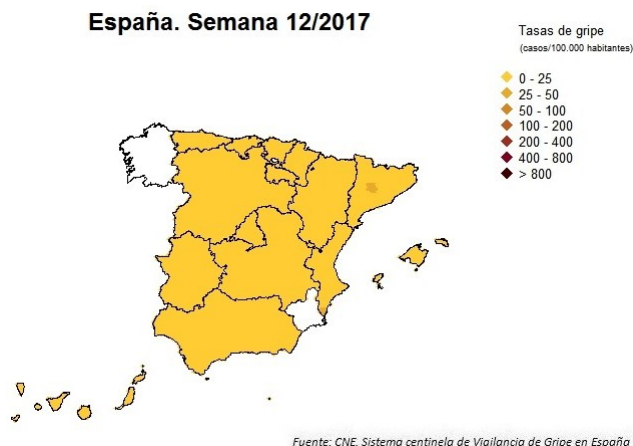 España. Semana 12/2017
Tasas de gripe
(casos/100.000 habitantes)
0 - 25
25 - 50
50 - 100
100 - 200
200 - 400
400 - 800
> 800
Fuente: CNE. Sistema centinela de Vigilancia de Gripe en España